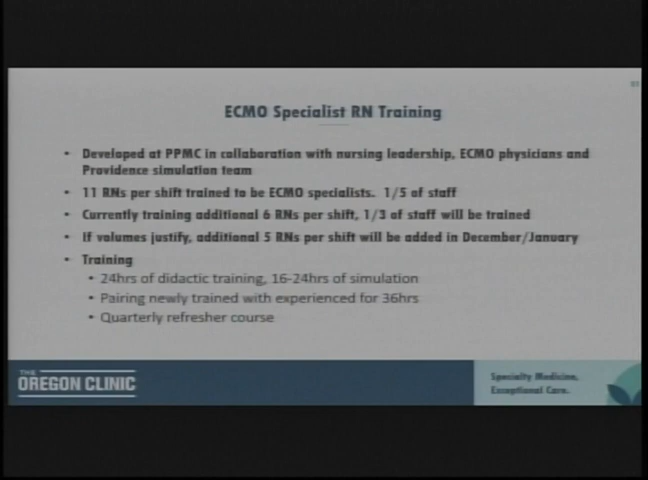 ECMO Specialist RN Training
• Developed at PPMC in collaboration with nursing leadership, ECMO physicians and
Providence simulation team
• 11 RNs per shift trained to be ECMO specialists. 1/5 of staff
• Currently training additional 6 RNs per shift, 1/3 of staff will be trained
• If volumes justify, additional 5 RNs per shift will be added in December/January
• Training
• 24hrs of didactic training, 16-24hrs of simulation
• Pairing newly trained with experienced for 36hrs
• Quarterly refresher course
THE
OREGON CLINIC
Specialty Medicine.
Exceptional Care.